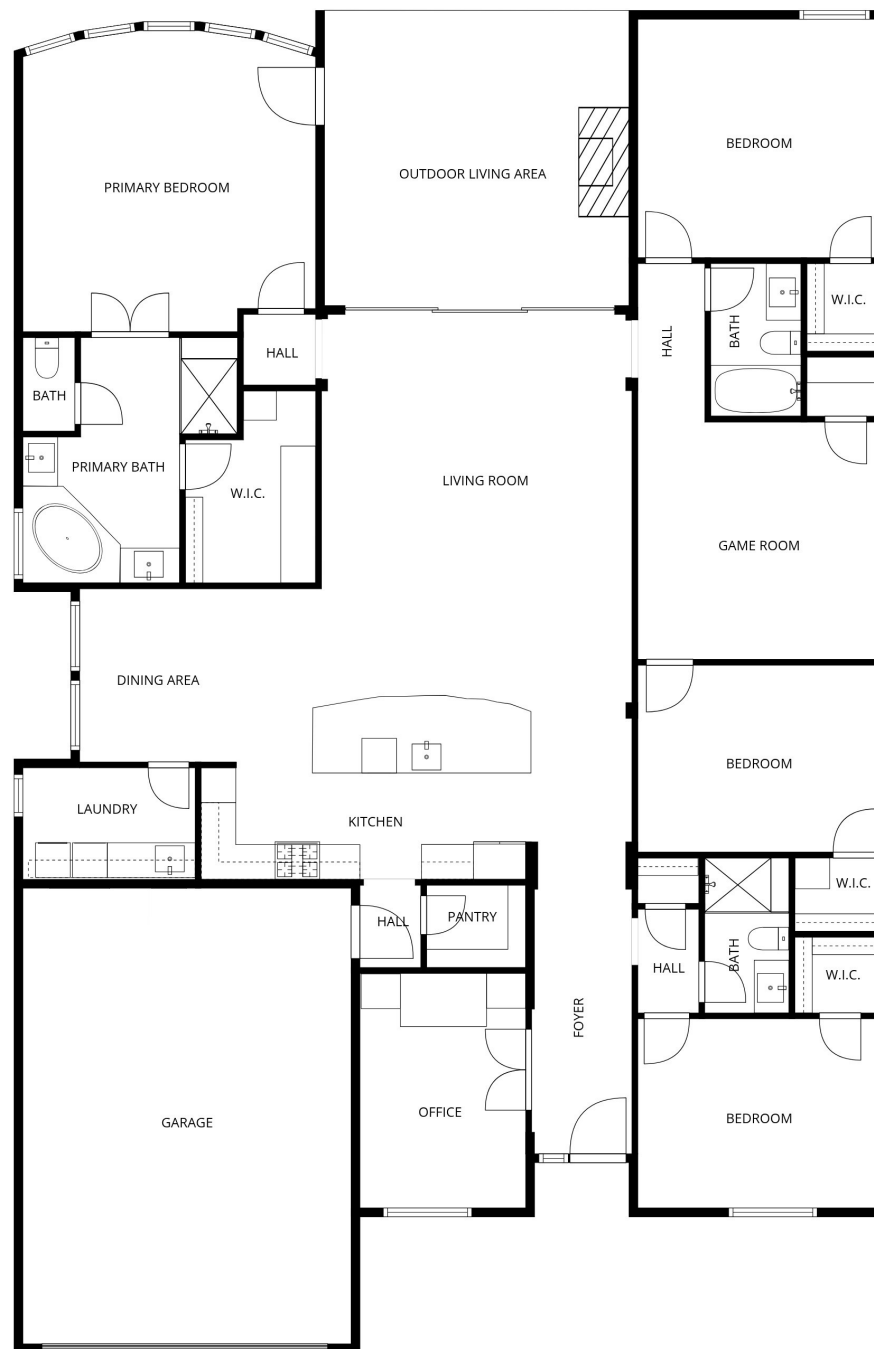 BEDROOM
OUTDOOR LIVING AREA
PRIMARY BEDROOM
W.I.C.
BATH
HALL
HALL
BATH
PRIMARY BATH
W.I.C.
LIVING ROOM
GAME ROOM
DINING AREA
BEDROOM
LAUNDRY
KITCHEN
W.I.C.
HALL
PANTRY
BATH
HALL
W.I.C.
FOYER
OFFICE
BEDROOM
GARAGE